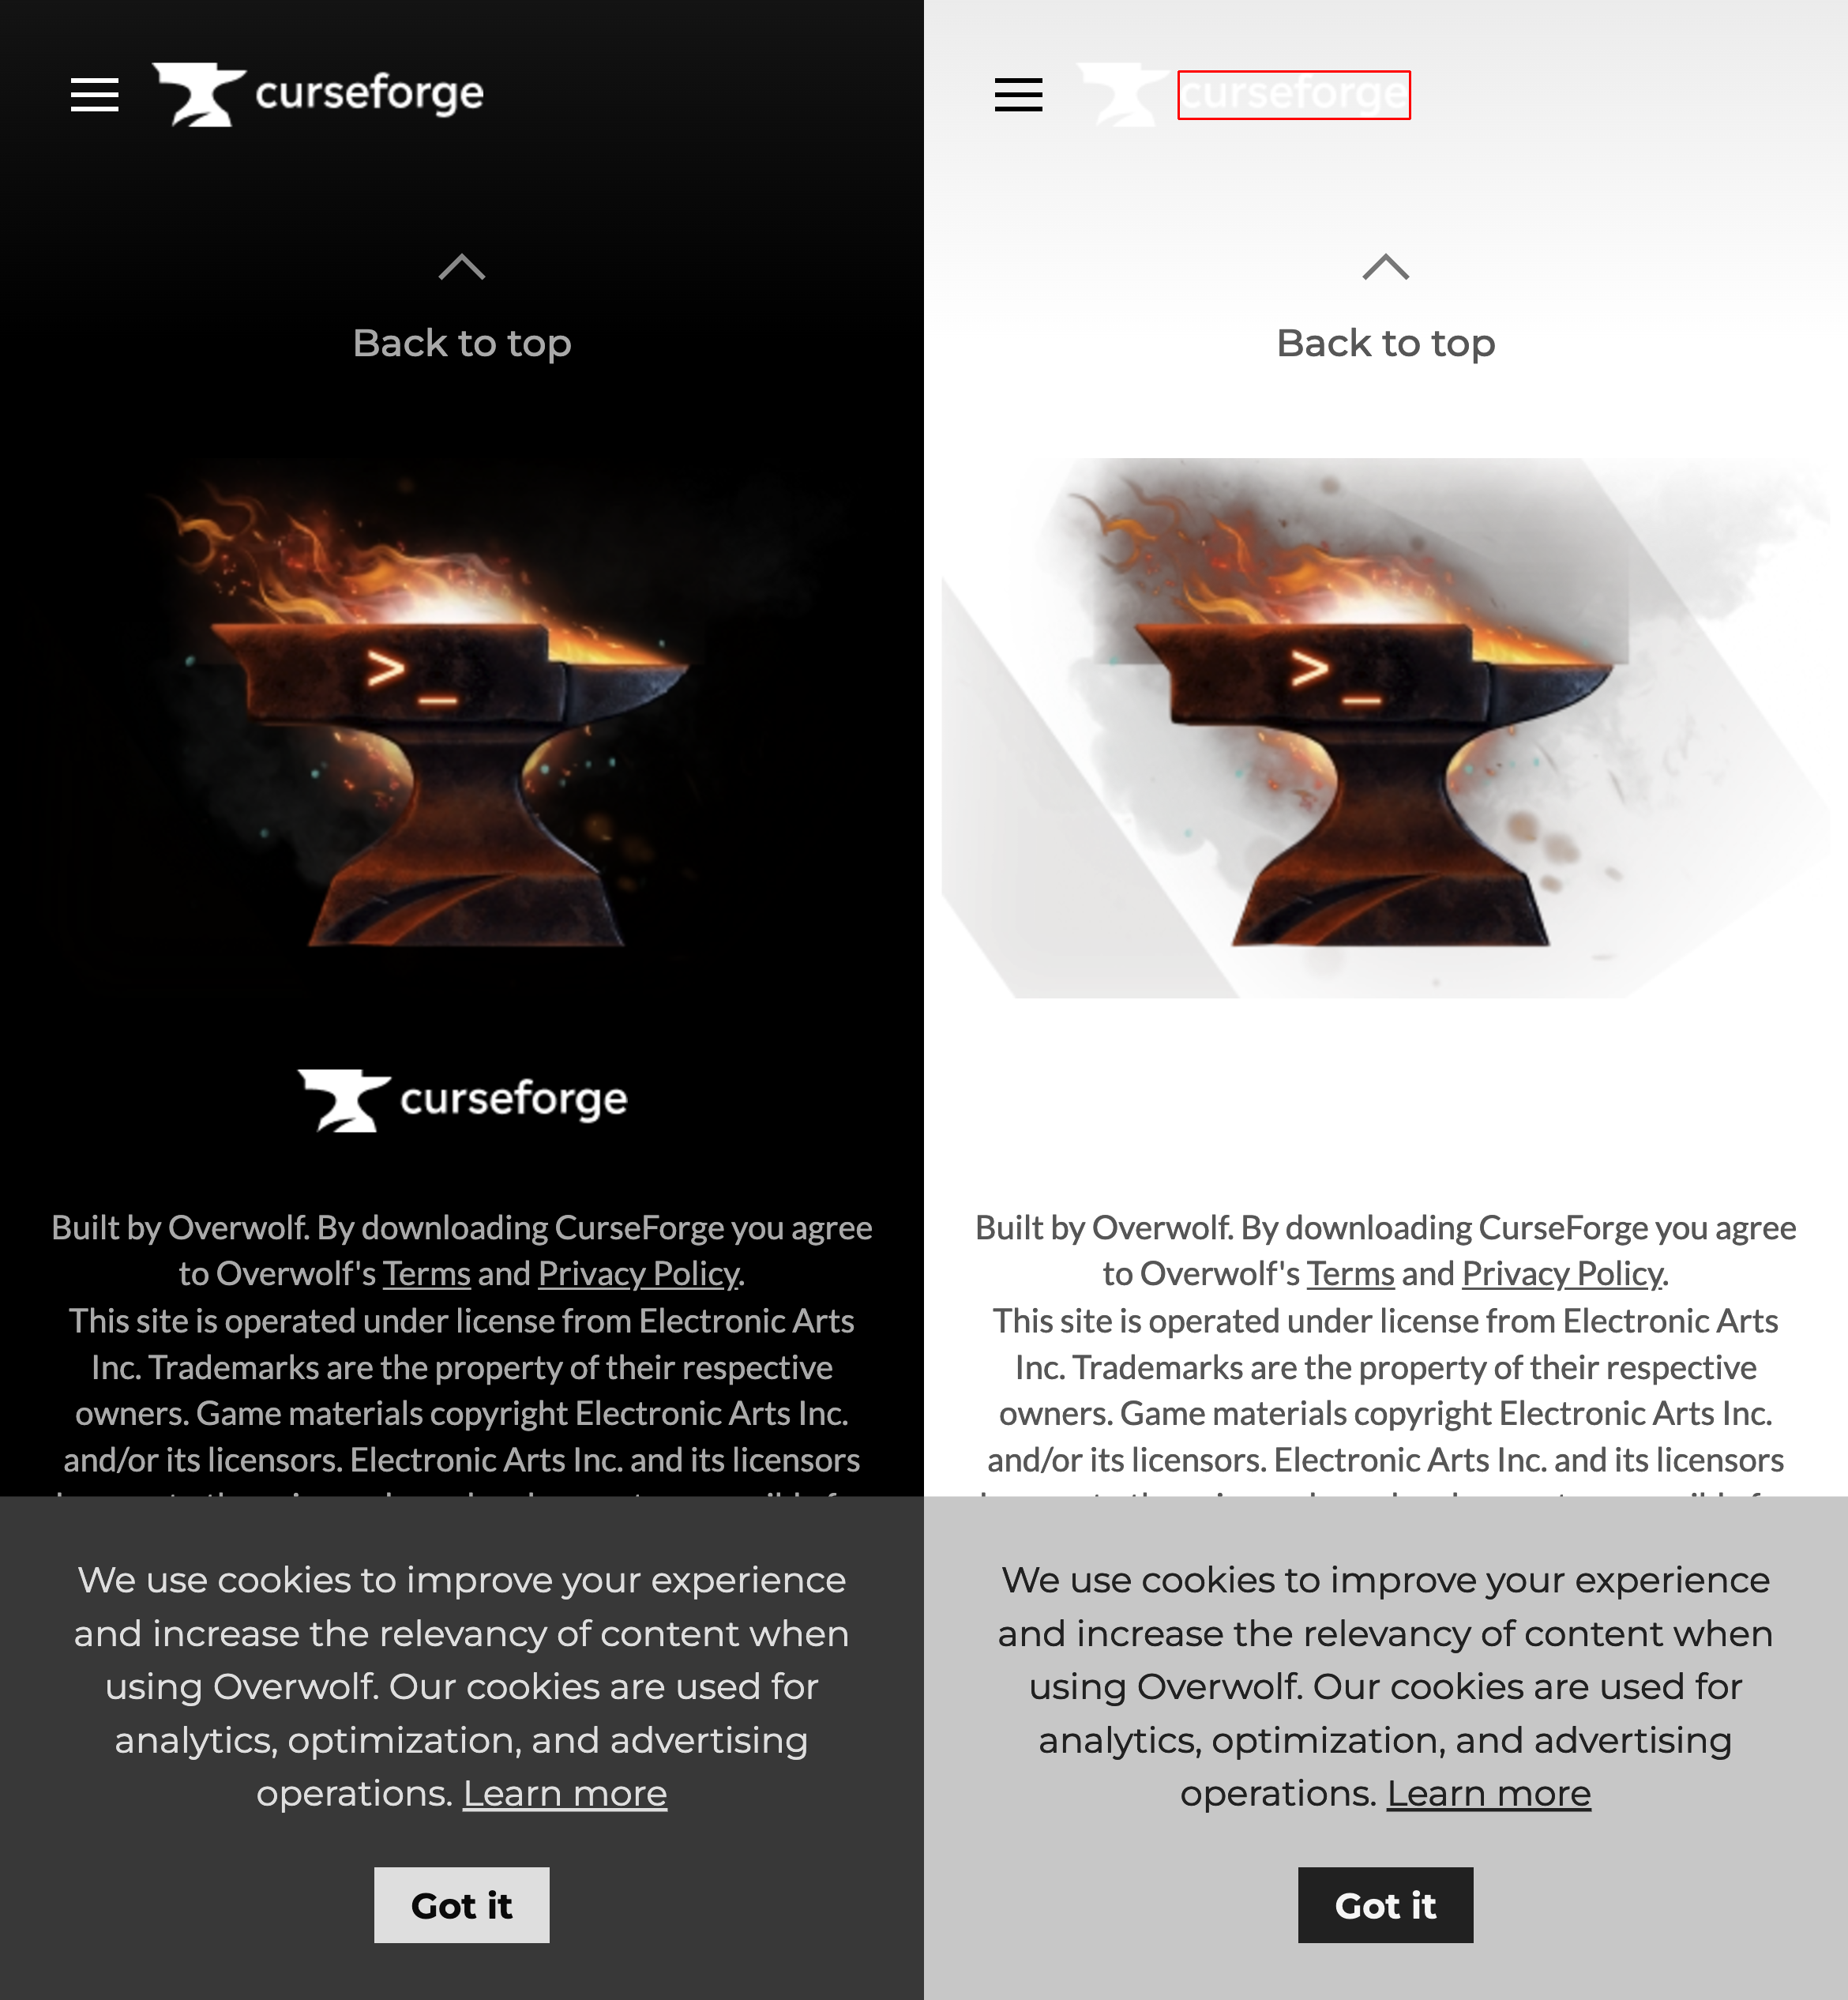 curseforge
Back to top
>_
curseforge
Built by Overwolf. By downloading CurseForge you agree
to Overwolf's Terms and Privacy Policy.
This site is operated under license from Electronic Arts
Inc. Trademarks are the property of their respective
owners. Game materials copyright Electronic Arts Inc.
and/or its licensors. Electronic Arts Inc. and its licensors
We use cookies to improve your experience
and increase the relevancy of content when
using Overwolf. Our cookies are used for
analytics, optimization, and advertising
operations. Learn more
Got it
curseforge
Back to top
>_
Built by Overwolf. By downloading CurseForge you agree
to Overwolf's Terms and Privacy Policy.
This site is operated under license from Electronic Arts
Inc. Trademarks are the property of their respective
owners. Game materials copyright Electronic Arts Inc.
and/or its licensors. Electronic Arts Inc. and its licensors
We use cookies to improve your experience
and increase the relevancy of content when
using Overwolf. Our cookies are used for
analytics, optimization, and advertising
operations. Learn more
Got it